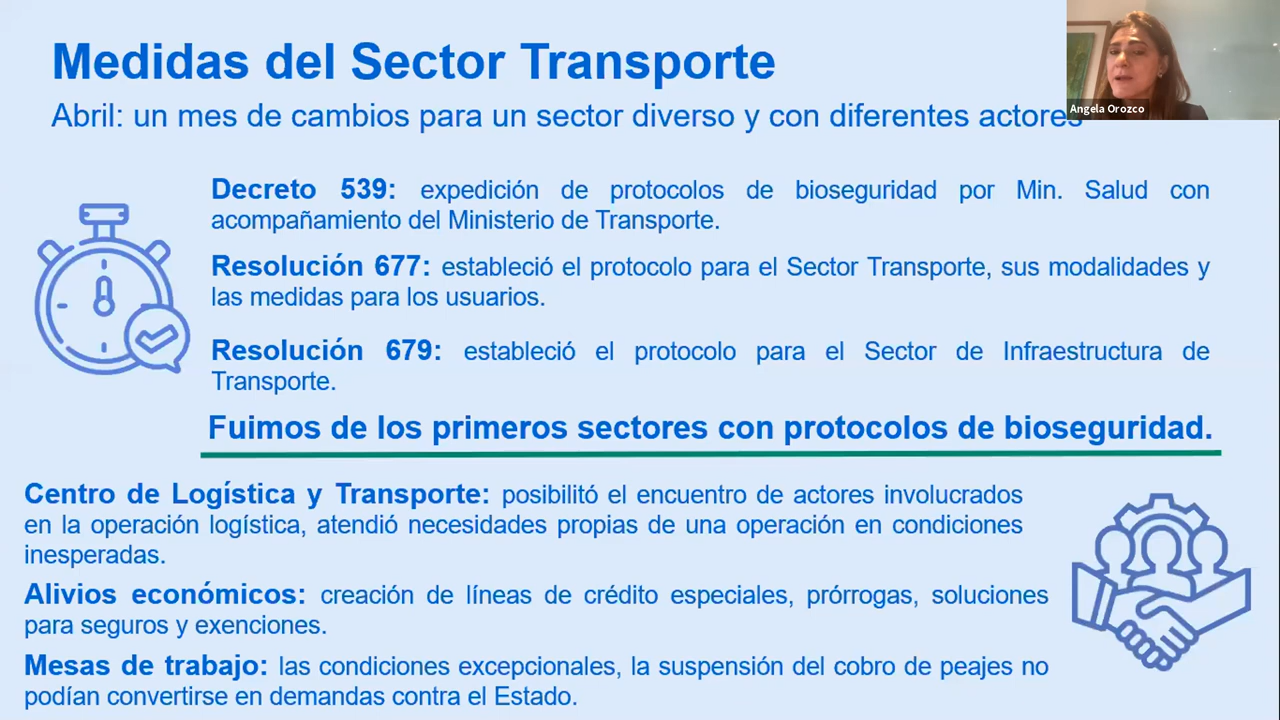 Medidas del Sector Transporte
Angela Orozco
Abril: un mes de cambios para un sector diverso y con diferentes actores
Decreto 539: expedición de protocolos de bioseguridad por Min. Salud con
acompañamiento del Ministerio de Transporte.
Resolución 677: estableció el protocolo para el Sector Transporte, sus modalidades y
las medidas para los usuarios.
Resolución 679: estableció el protocolo para el Sector de Infraestructura de
Transporte.
Fuimos de los primeros sectores con protocolos de bioseguridad.
Centro de Logística y Transporte: posibilitó el encuentro de actores involucrados
en la operación logística, atendió necesidades propias de una operación en condiciones
inesperadas.
Alivios económicos: creación de líneas de crédito especiales, prórrogas, soluciones
para seguros y exenciones.
Mesas de trabajo: las condiciones excepcionales, la suspensión del cobro de peajes no
podían convertirse en demandas contra el Estado.